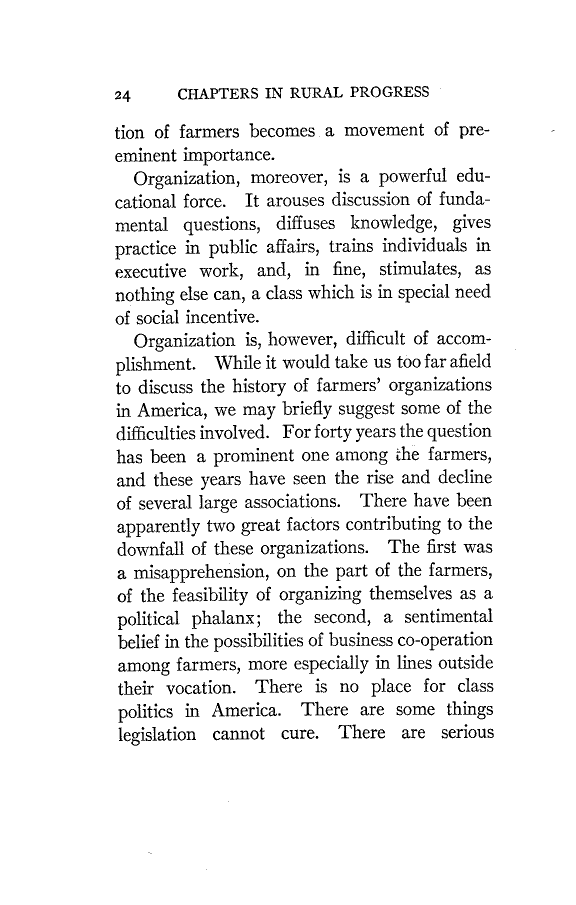 24 CHAPTERS IN RURAL PROGRESS
tion of farmers becomes a movement of pre-
eminent importance.
Organization, moreover, is a powerful edu-
cational force. It arouses discussion of funda-
mental questions, diffuses knowledge, gives
practice in public affairs, trains individuals in
executive work, and, in fine, stimulates, as
nothing else can, a class which is in special need
of social incentive.
Organization is, however, difficult of accom-
plishment. While it would take us too far afield
to discuss the history of farmers' organizations
in America, we may briefly suggest some of the
difficulties involved. For forty years the question
has been a prominent one among the farmers,
and these years have seen the rise and decline
of several large associations. There have been
apparently two great factors contributing to the
downfall of these organizations. The first was
a misapprehension, on the part of the farmers,
of the feasibility of organizing themselves as a
political phalanx; the second, a sentimental
belief in the possibilities of business co-operation
among farmers, more especially in lines outside
their vocation. There is no place for class
politics in America. There are some things
legislation cannot cure. There are serious